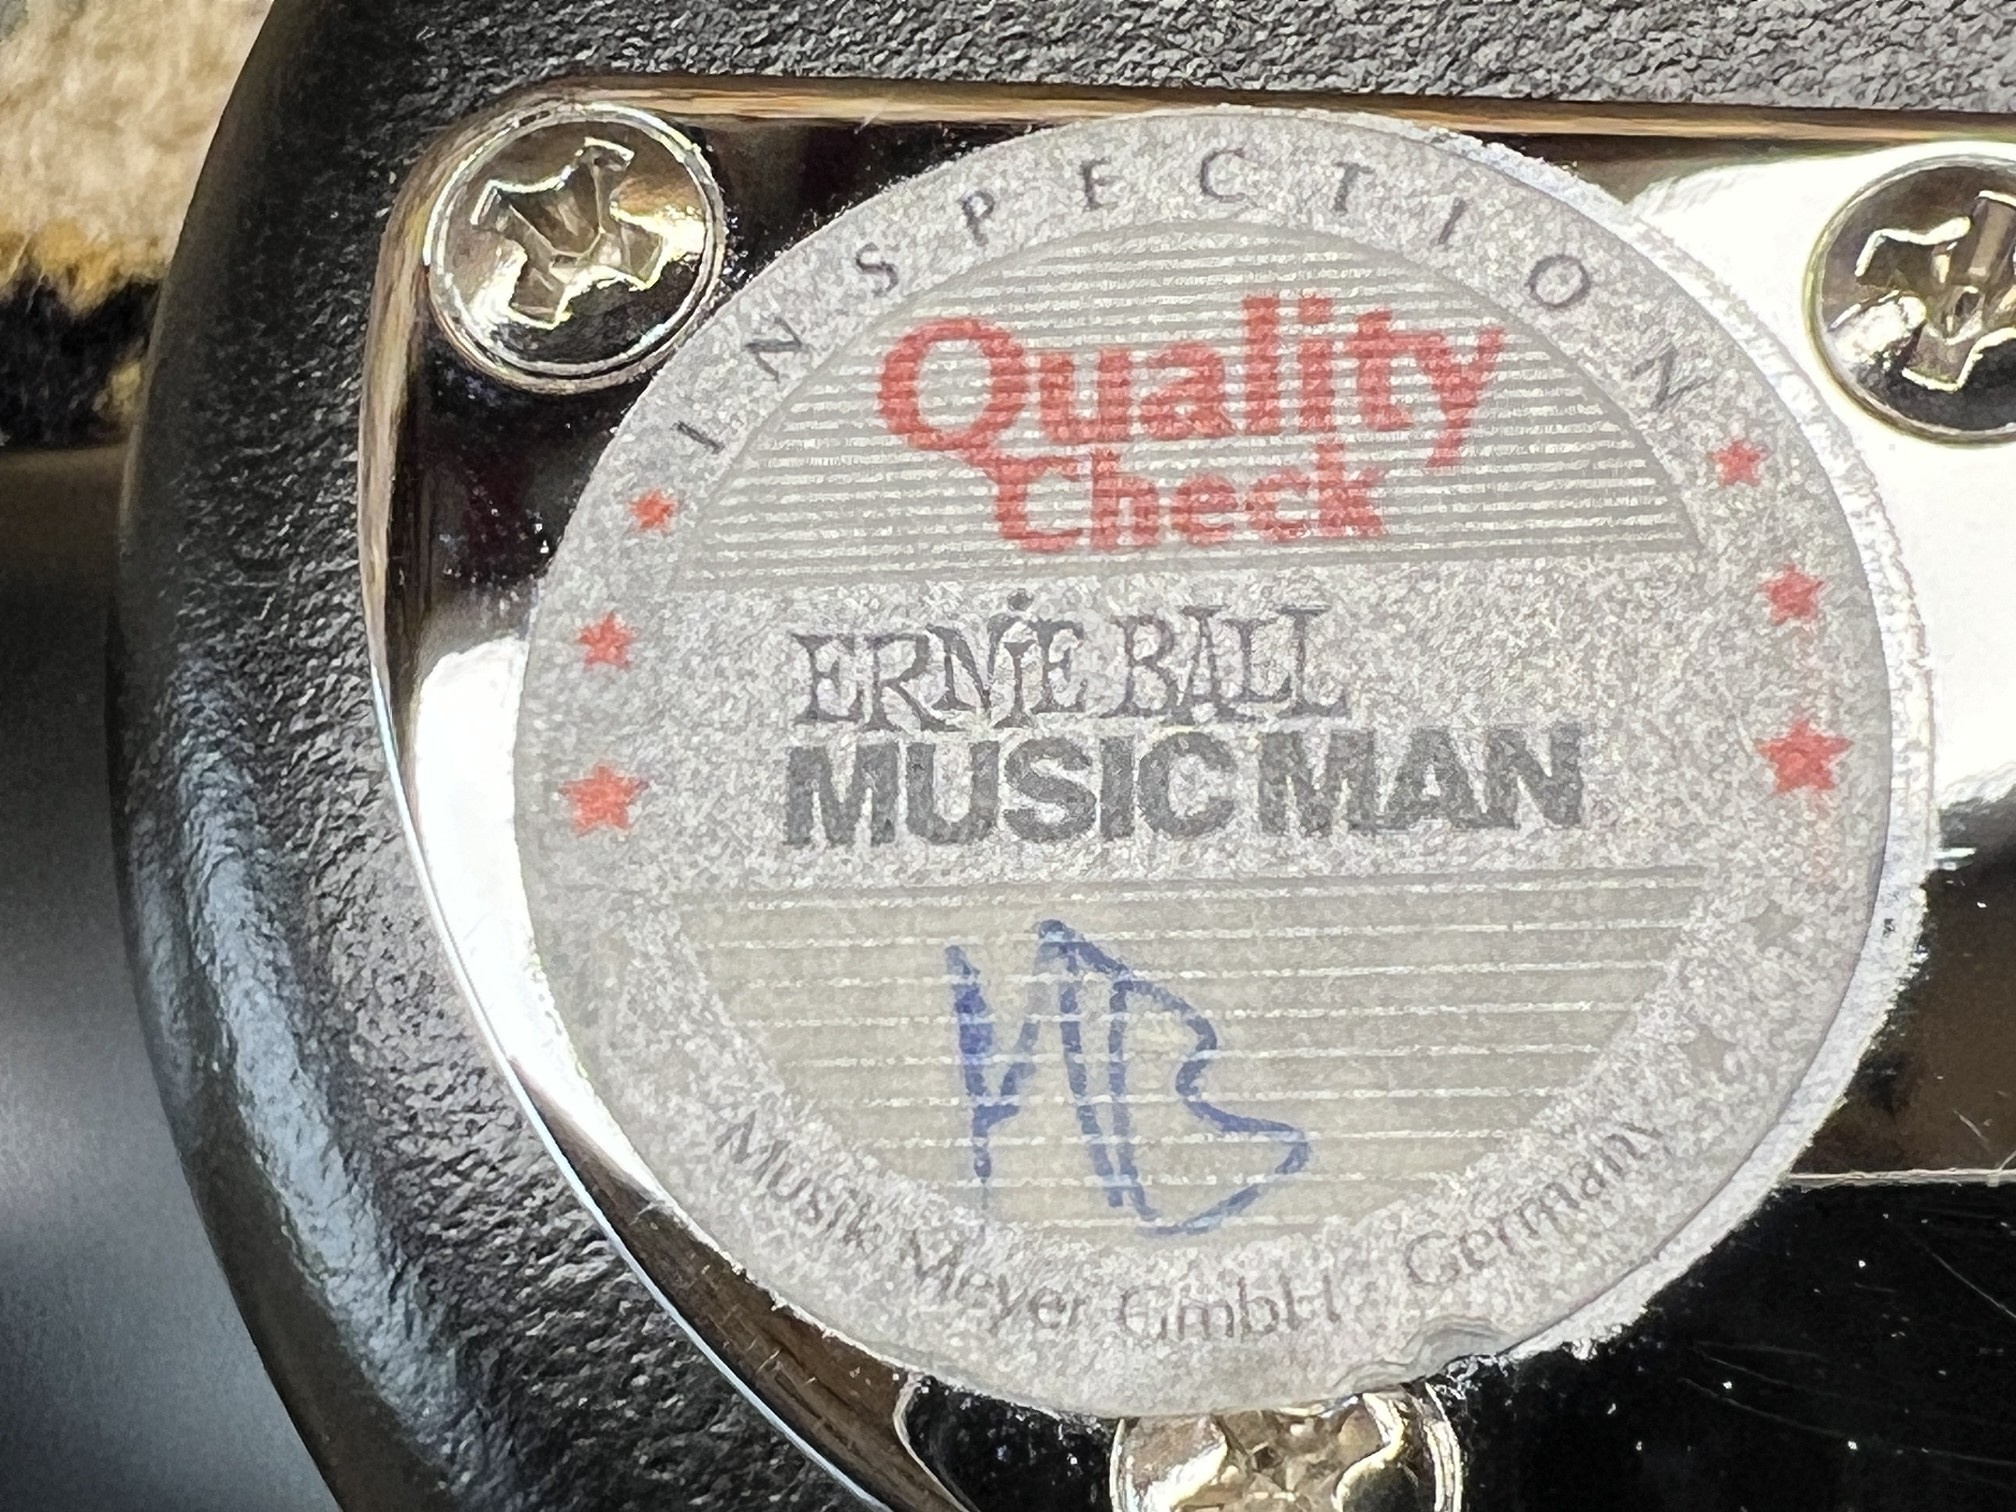 INSPECTION
Quality
Check
ERNIE BALL
MUSIC MAN
MB
Musik Meyer GmbH · Germany